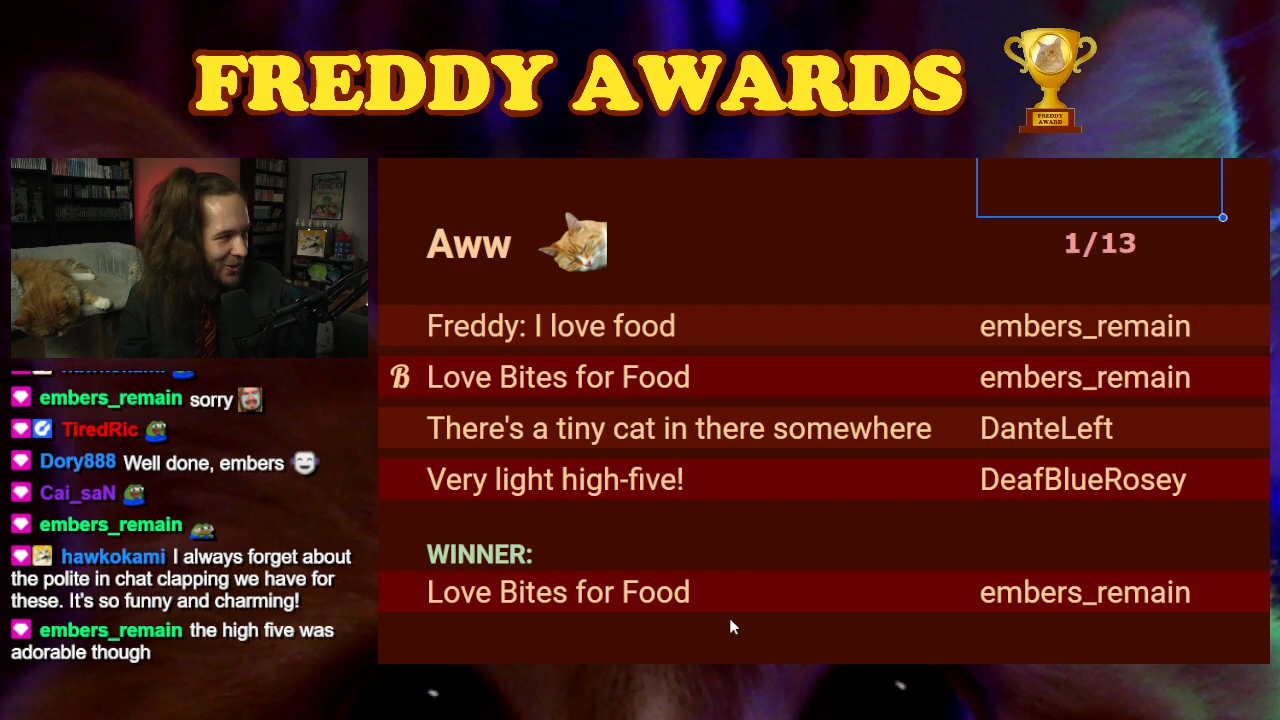 FREDDY AWARDS
FREDDY
AWARD
Aww
1/13
Freddy: I love food embers_remain
B Love Bites for Food embers_remain
There's a tiny cat in there somewhere DanteLeft
Very light high-five! DeafBlueRosey
WINNER:
Love Bites for Food embers_remain
embers_remain sorry
TiredRic
Dory888 Well done, embers
Cai_saN
embers_remain
hawkokami I always forget about
the polite in chat clapping we have for
these. It's so funny and charming!
embers_remain the high five was
adorable though